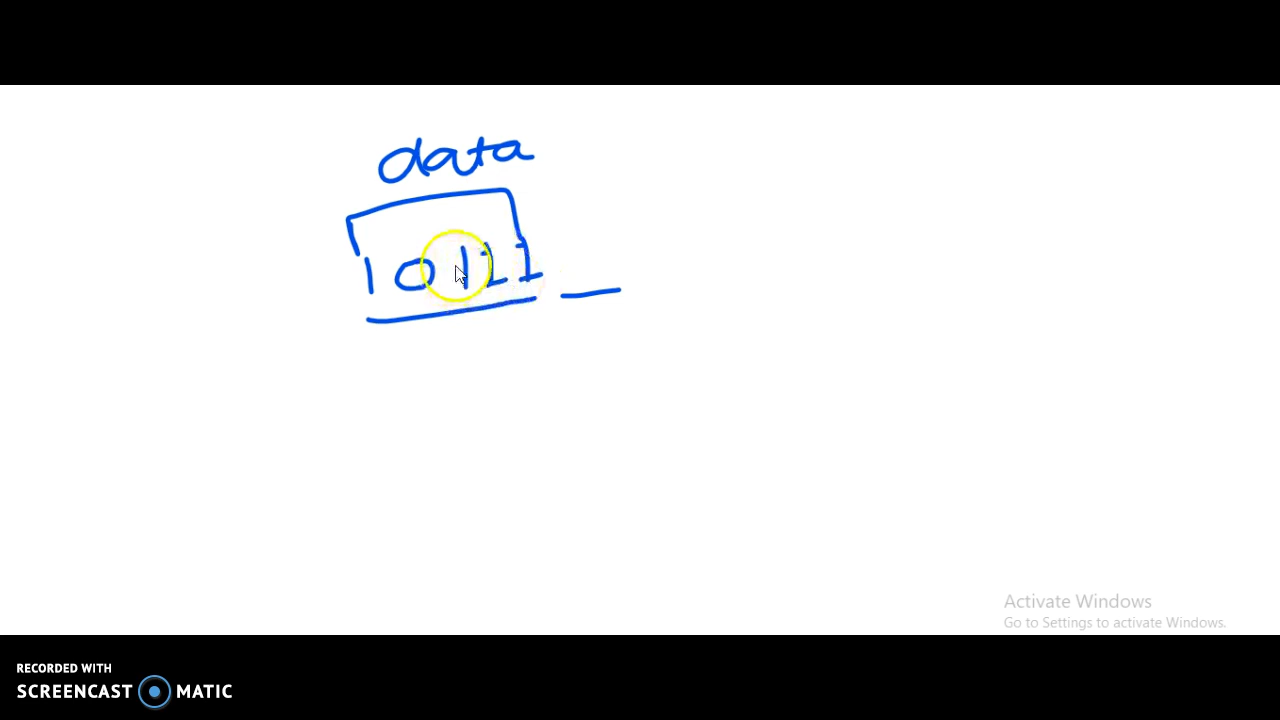 data
10111
Activate Windows
Go to Settings to activate Windows.
RECORDED WITH
SCREENCAST MATIC